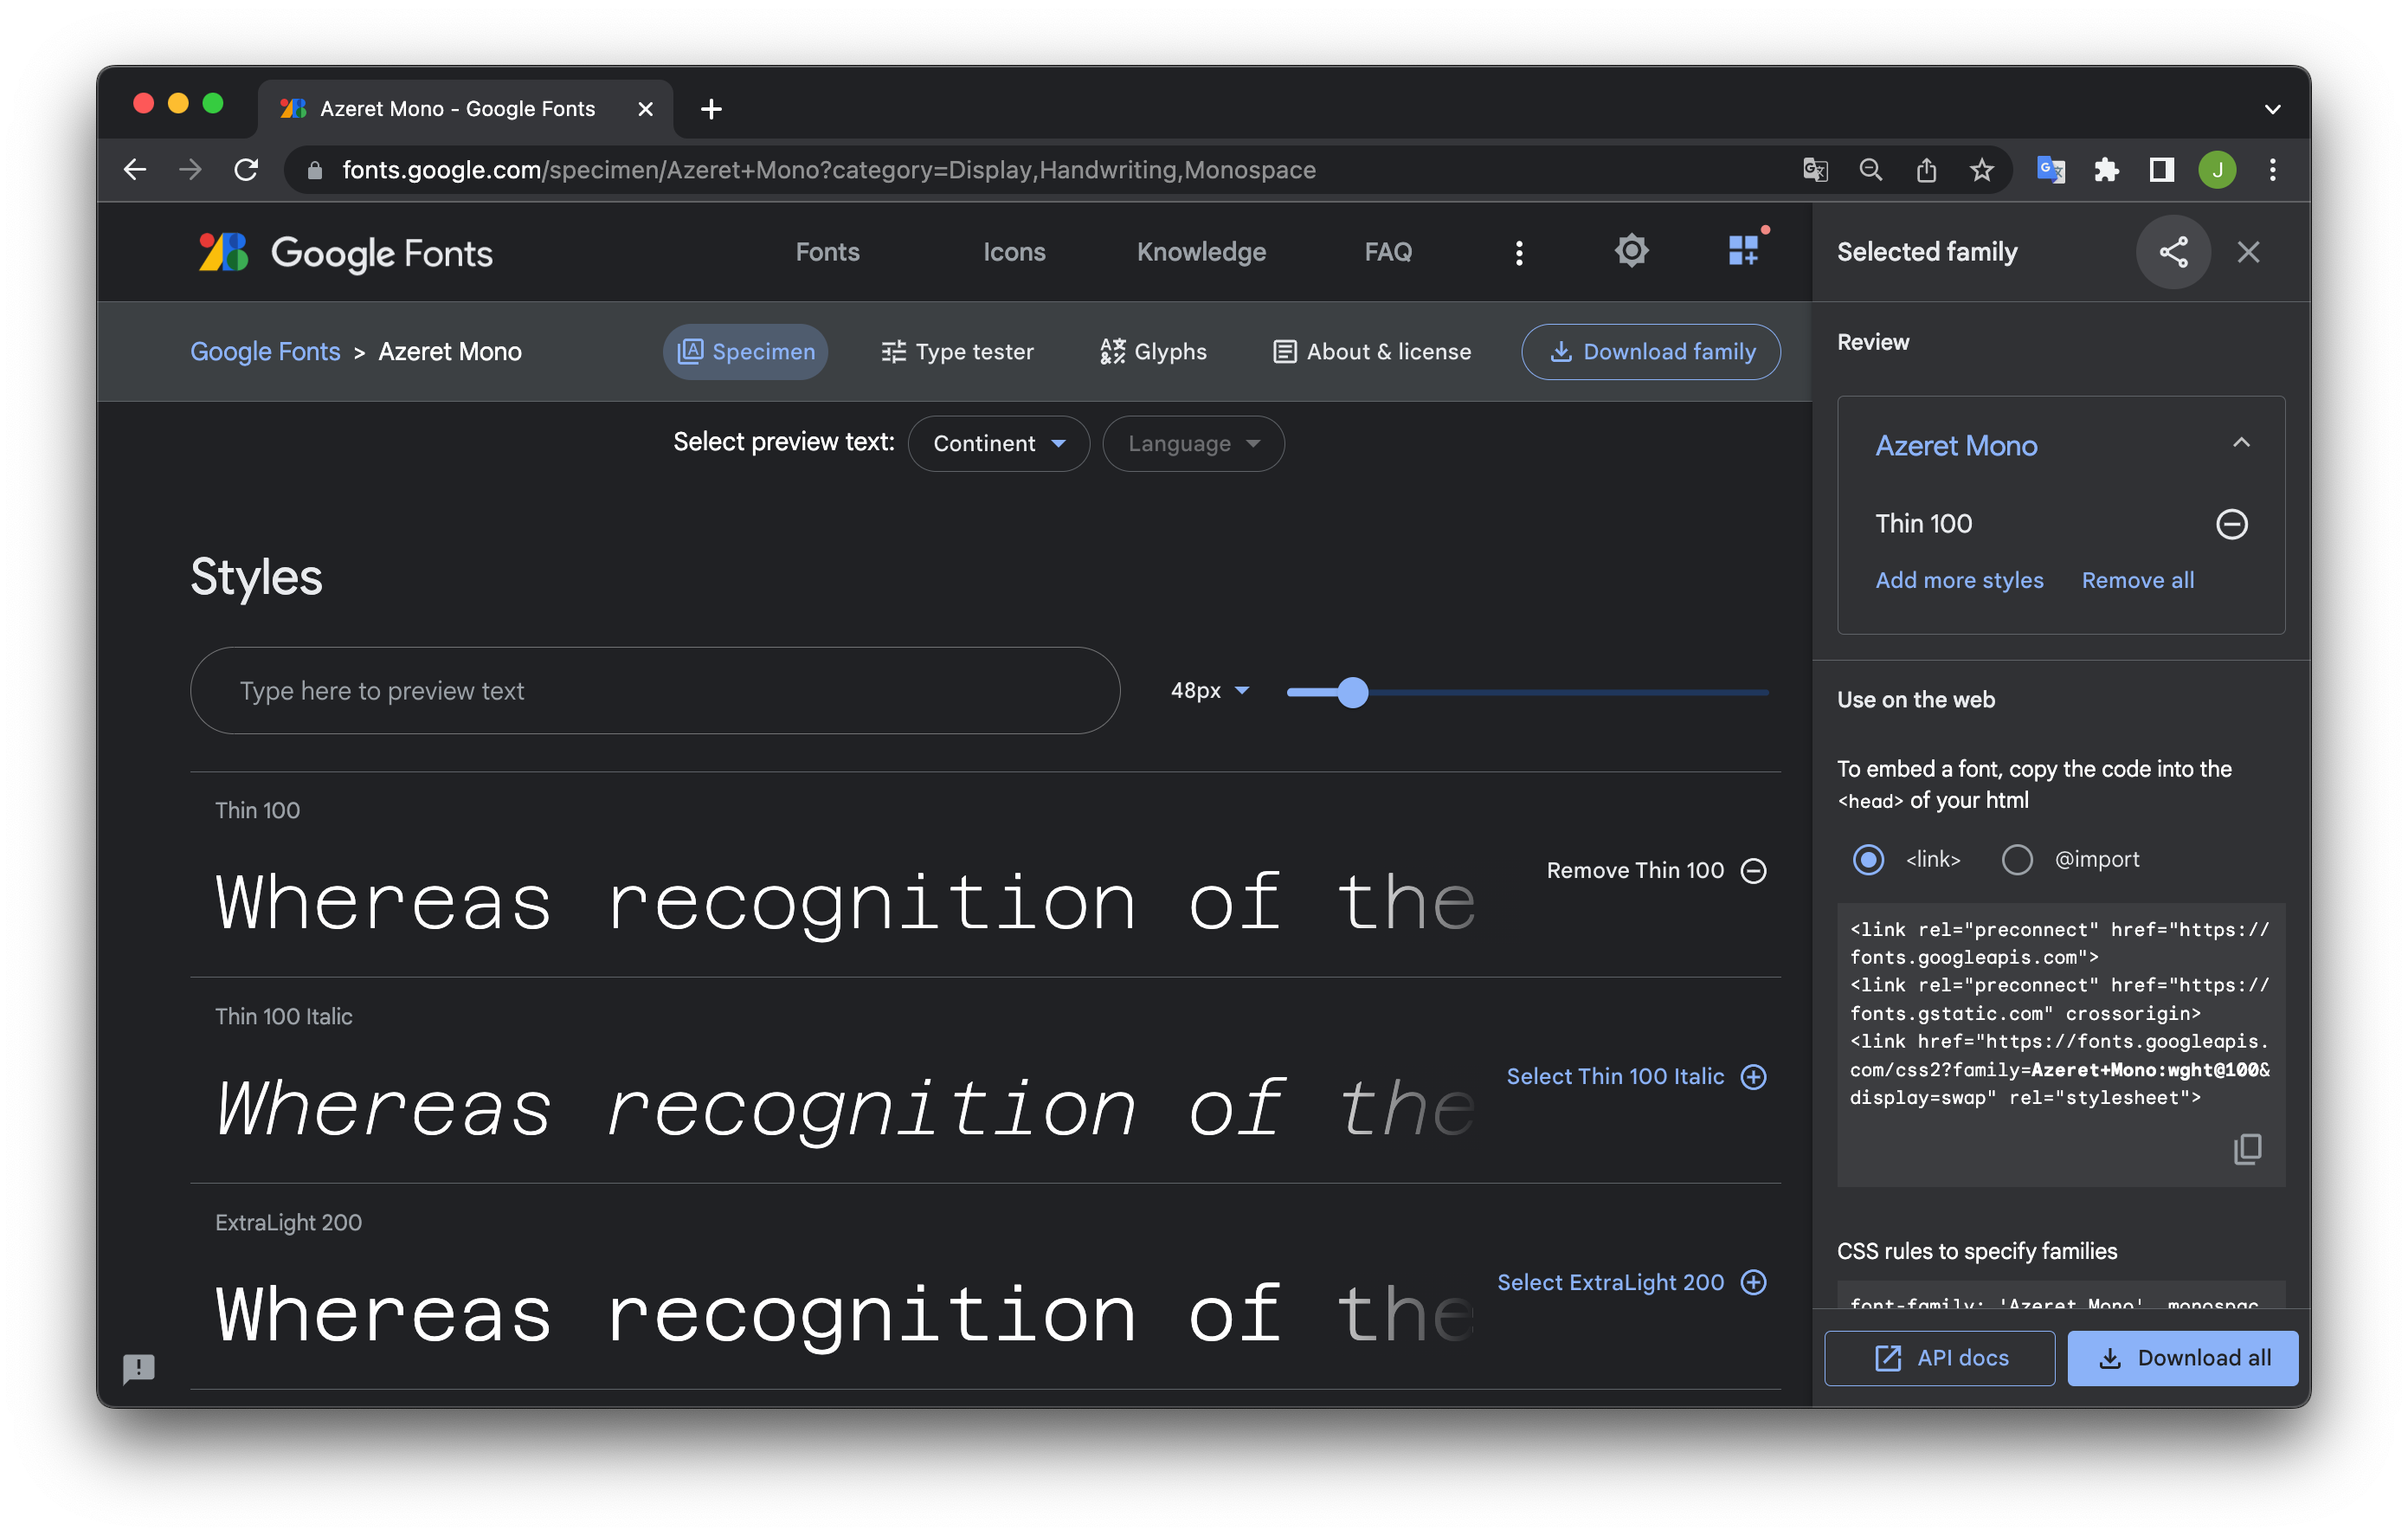 Azeret Mono - Google Fonts
fonts.google.com/specimen/Azeret+Mono?category=Display,Handwriting,Monospace
J
Google Fonts
Fonts
Icons
Knowledge
FAQ
Google Fonts > Azeret Mono
Specimen
Type tester
Glyphs
About & license
Download family
Select preview text:
Continent
Language
Styles
Type here to preview text
48px
Thin 100
Whereas recognition of the
Remove Thin 100
Thin 100 Italic
Whereas recognition of the
Select Thin 100 Italic
ExtraLight 200
Whereas recognition of the
Select ExtraLight 200
Selected family
Review
Azeret Mono
Thin 100
Add more styles
Remove all
Use on the web
To embed a font, copy the code into the
<head> of your html
<link>
@import
<link rel="preconnect" href="https://
fonts.googleapis.com">
<link rel="preconnect" href="https://
fonts.gstatic.com" crossorigin>
<link href="https://fonts.googleapis.
com/css2?family=Azeret+Mono:wght@100&
display=swap" rel="stylesheet">
CSS rules to specify families
font-family: 'Azeret Mono', monospac
API docs
Download all